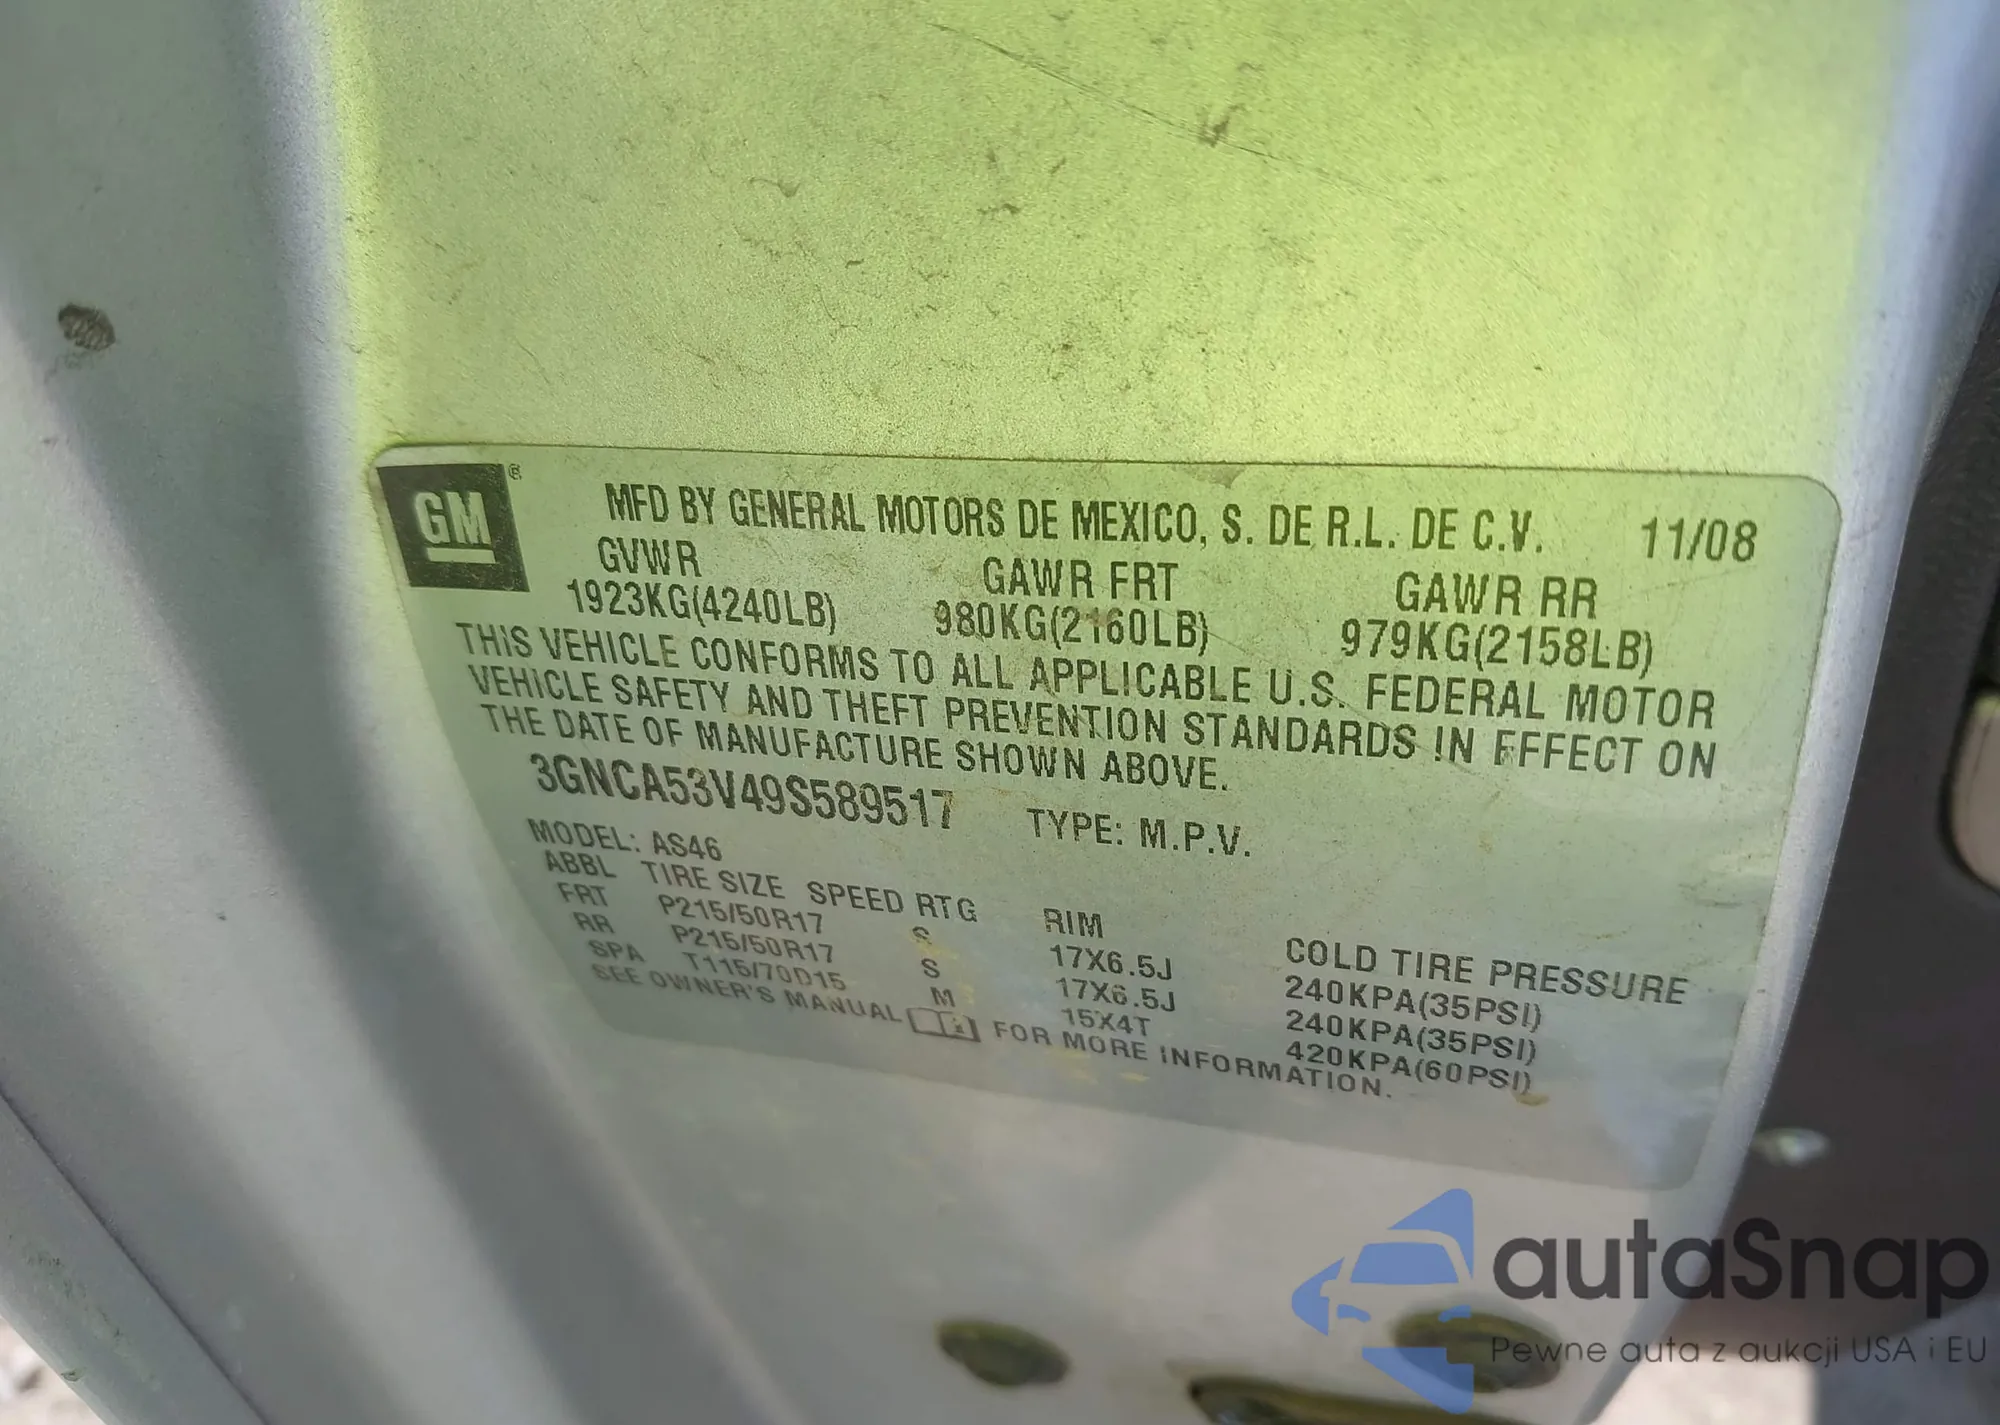 GM ®
MFD BY GENERAL MOTORS DE MEXICO, S. DE R.L. DE C.V. 11/08
GVWR GAWR FRT GAWR RR
1923KG(4240LB) 980KG(2160LB) 979KG(2158LB)
THIS VEHICLE CONFORMS TO ALL APPLICABLE U.S. FEDERAL MOTOR
VEHICLE SAFETY AND THEFT PREVENTION STANDARDS IN EFFECT ON
THE DATE OF MANUFACTURE SHOWN ABOVE.
3GNCA53V49S589517 TYPE: M.P.V.
MODEL: AS46
ABBL TIRE SIZE SPEED RTG RIM COLD TIRE PRESSURE
FRT P215/50R17 S 17X6.5J 240KPA(35PSI)
RR P215/50R17 S 17X6.5J 240KPA(35PSI)
SPA T115/70D15 M 15X4T 420KPA(60PSI)
SEE OWNER'S MANUAL FOR MORE INFORMATION.
autaSnap
Pewne auta z aukcji USA i EU